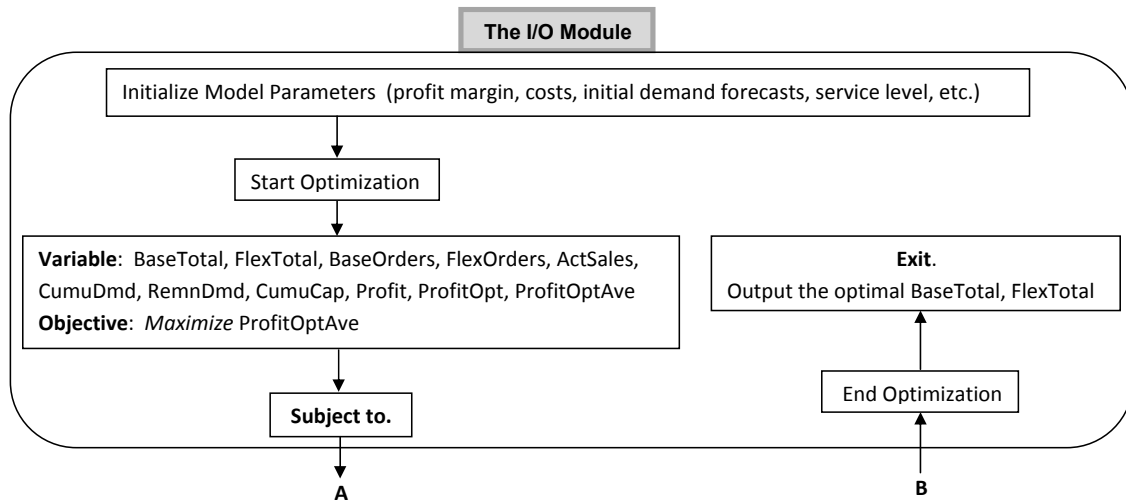 The I/O Module
Initialize Model Parameters (profit margin, costs, initial demand forecasts, service level, etc.)
Start Optimization
Variable: BaseTotal, FlexTotal, BaseOrders, FlexOrders, ActSales,
CumuDmd, RemnDmd, CumuCap, Profit, ProfitOpt, ProfitOptAve
Objective: Maximize ProfitOptAve
Subject to.
A
Exit.
Output the optimal BaseTotal, FlexTotal
End Optimization
B